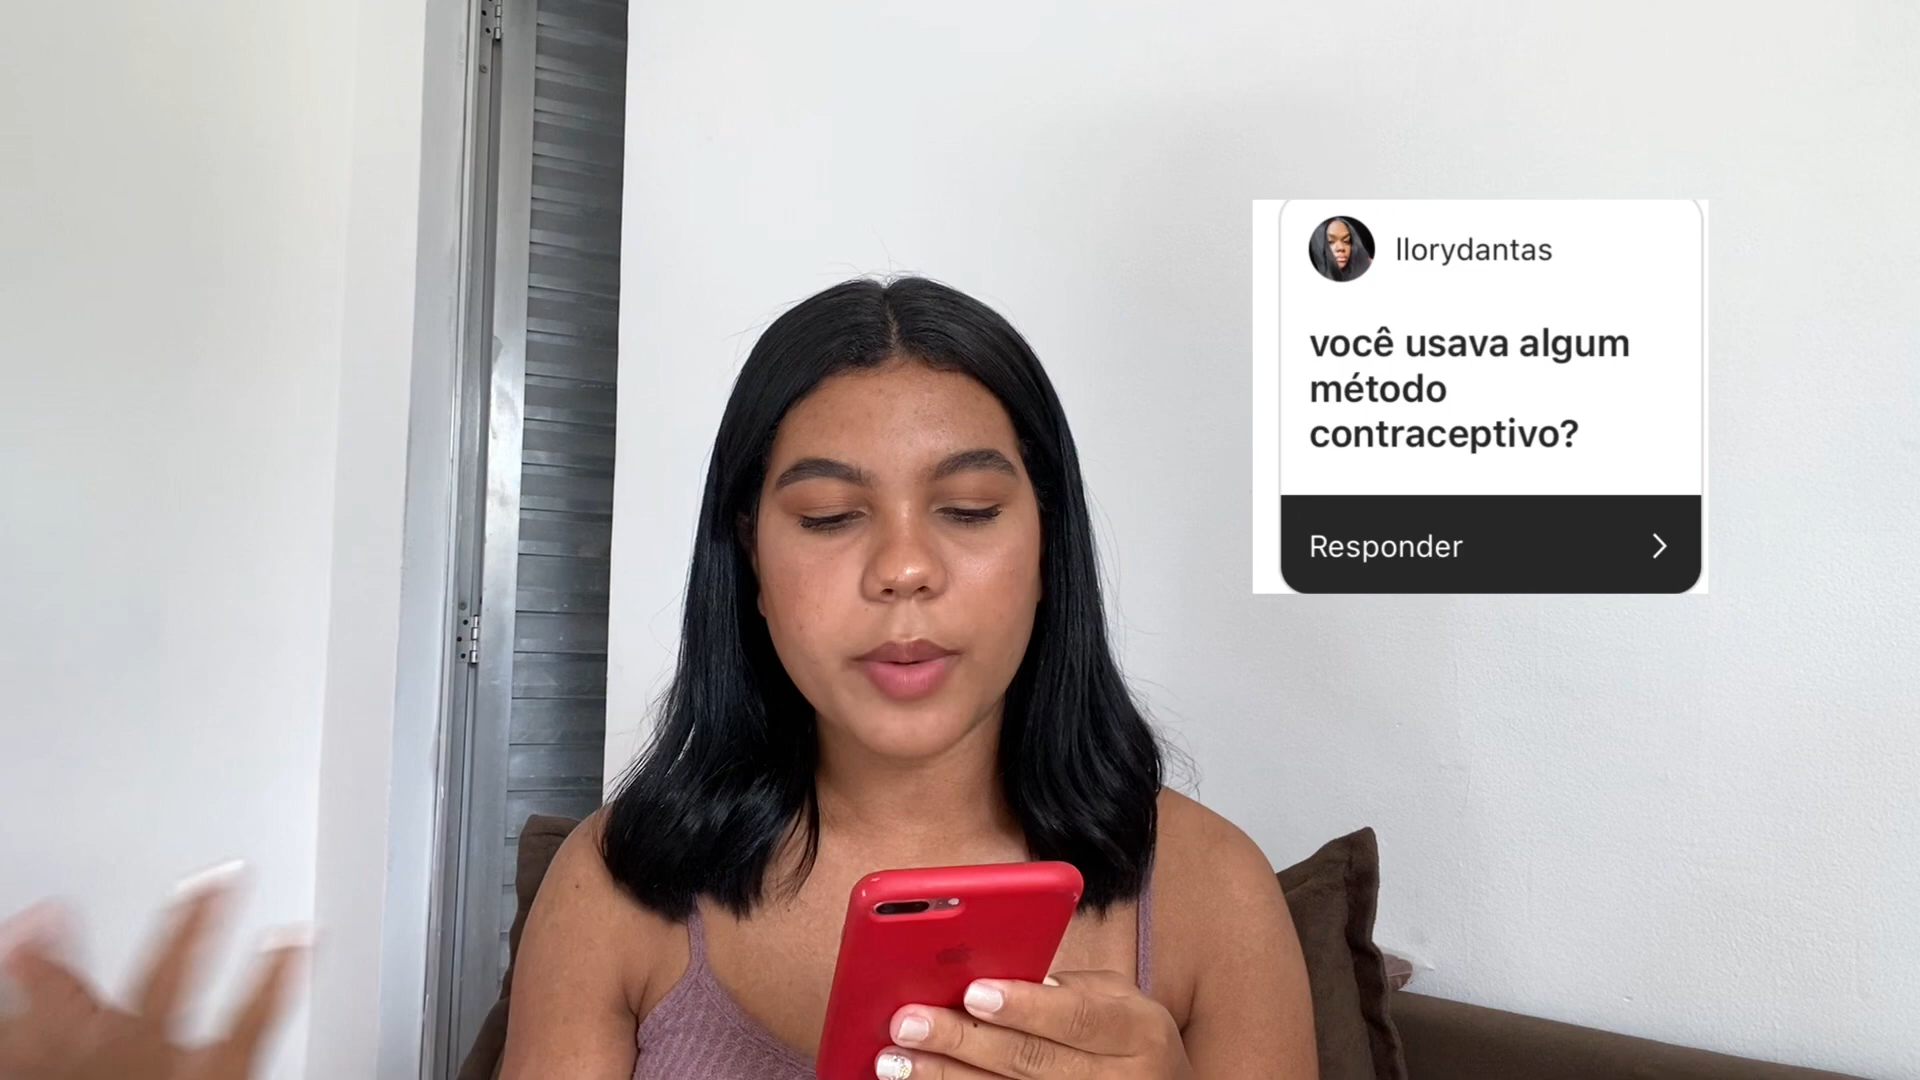 llorydantas
você usava algum
método
contraceptivo?
Responder